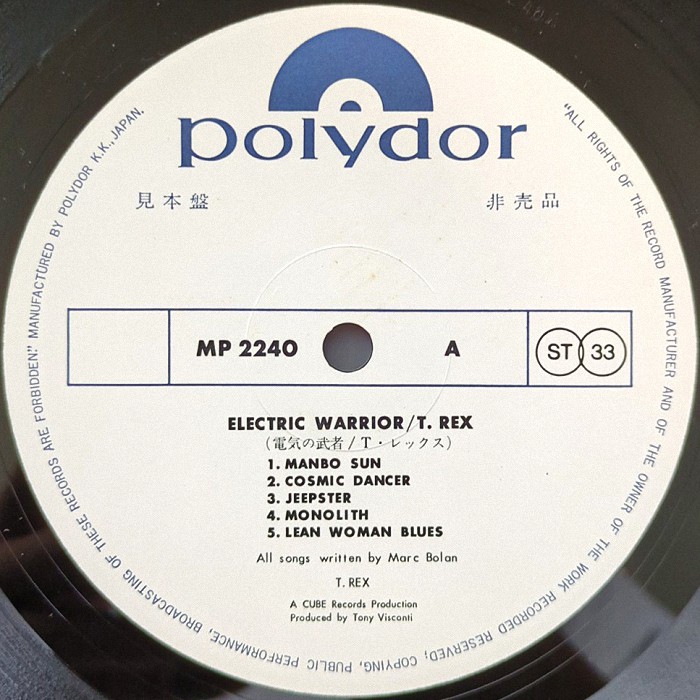 polydor
見本盤 非売品
MP 2240 A ST 33
ELECTRIC WARRIOR/T. REX
(電気の武者/T・レックス)
1. MANBO SUN
2. COSMIC DANCER
3. JEEPSTER
4. MONOLITH
5. LEAN WOMAN BLUES
All songs written by Marc Bolan
T. REX
A CUBE Records Production
Produced by Tony Visconti
"ALL RIGHTS OF THE RECORD MANUFACTURER AND OF THE OWNER OF THE WORK RECORDED RESERVED, COPYING, PUBLIC PERFORMANCE, BROADCASTING OF THESE RECORDS ARE FORBIDDEN" MANUFACTURED BY POLYDOR K.K., JAPAN.